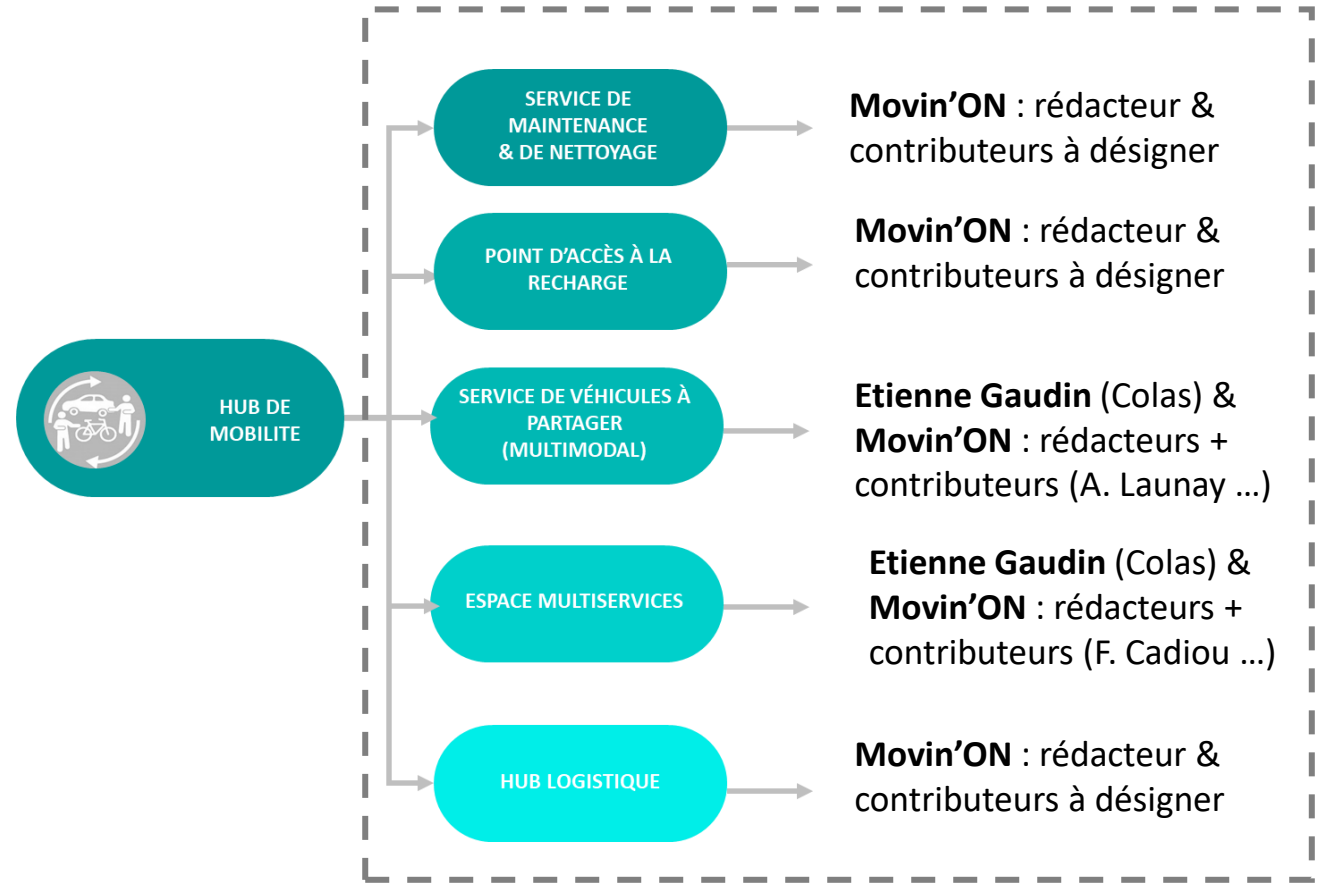 HUB DE
MOBILITE
SERVICE DE
MAINTENANCE
& DE NETTOYAGE
Movin’ON : rédacteur &
contributeurs à désigner
POINT D’ACCÈS À LA
RECHARGE
Movin’ON : rédacteur &
contributeurs à désigner
SERVICE DE VÉHICULES À
PARTAGER
(MULTIMODAL)
Etienne Gaudin (Colas) &
Movin’ON : rédacteurs +
contributeurs (A. Launay …)
ESPACE MULTISERVICES
Etienne Gaudin (Colas) &
Movin’ON : rédacteurs +
contributeurs (F. Cadiou …)
HUB LOGISTIQUE
Movin’ON : rédacteur &
contributeurs à désigner